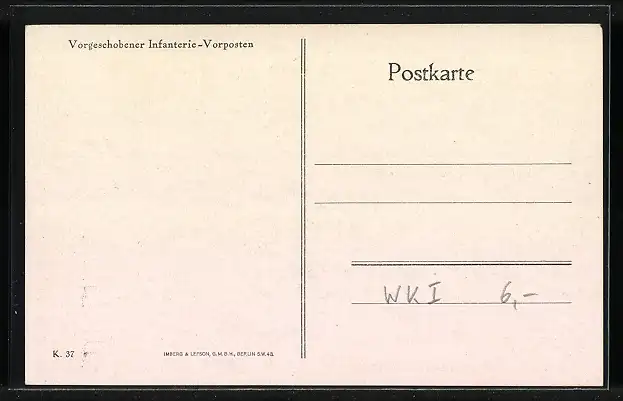 Vorgeschobener Infanterie-Vorposten
Postkarte
WK I 6,-
K. 37
IMBERG & LEFSON, G.M.B.H., BERLIN S.W. 48.